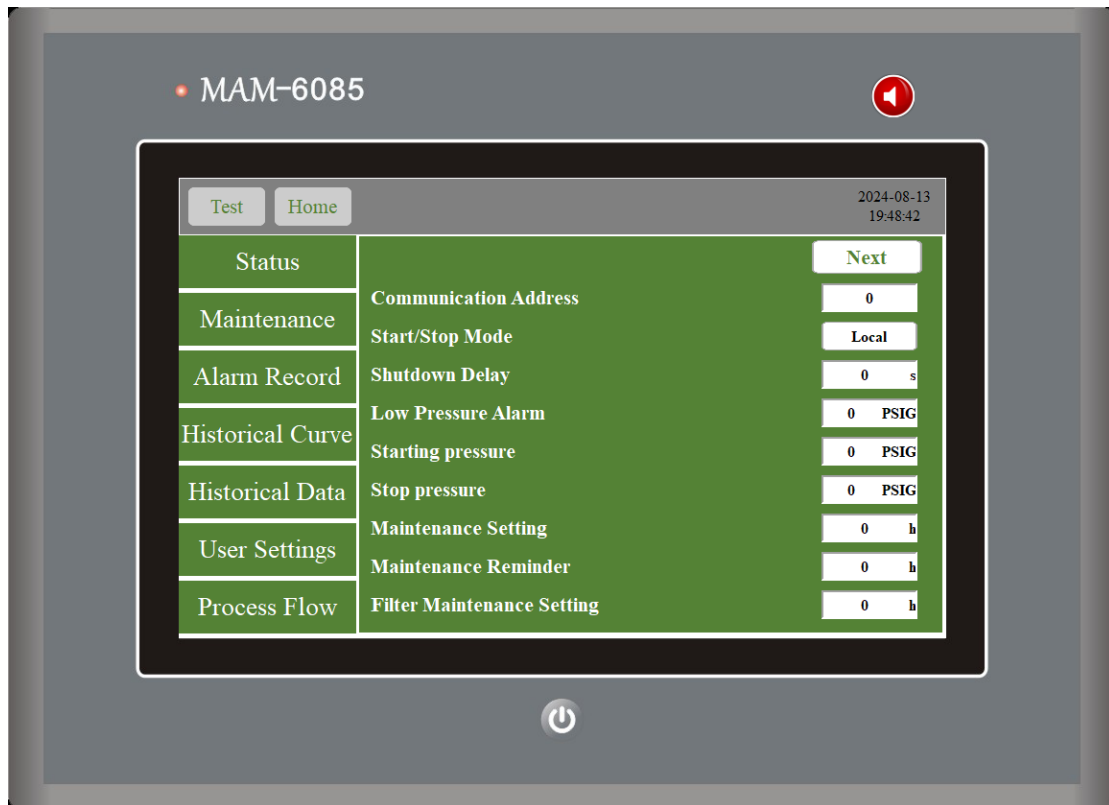 MAM-6085
Test Home 2024-08-13
19:48:42
Status
Maintenance
Alarm Record
Historical Curve
Historical Data
User Settings
Process Flow
Next
Communication Address 0
Start/Stop Mode Local
Shutdown Delay 0 s
Low Pressure Alarm 0 PSIG
Starting pressure 0 PSIG
Stop pressure 0 PSIG
Maintenance Setting 0 h
Maintenance Reminder 0 h
Filter Maintenance Setting 0 h